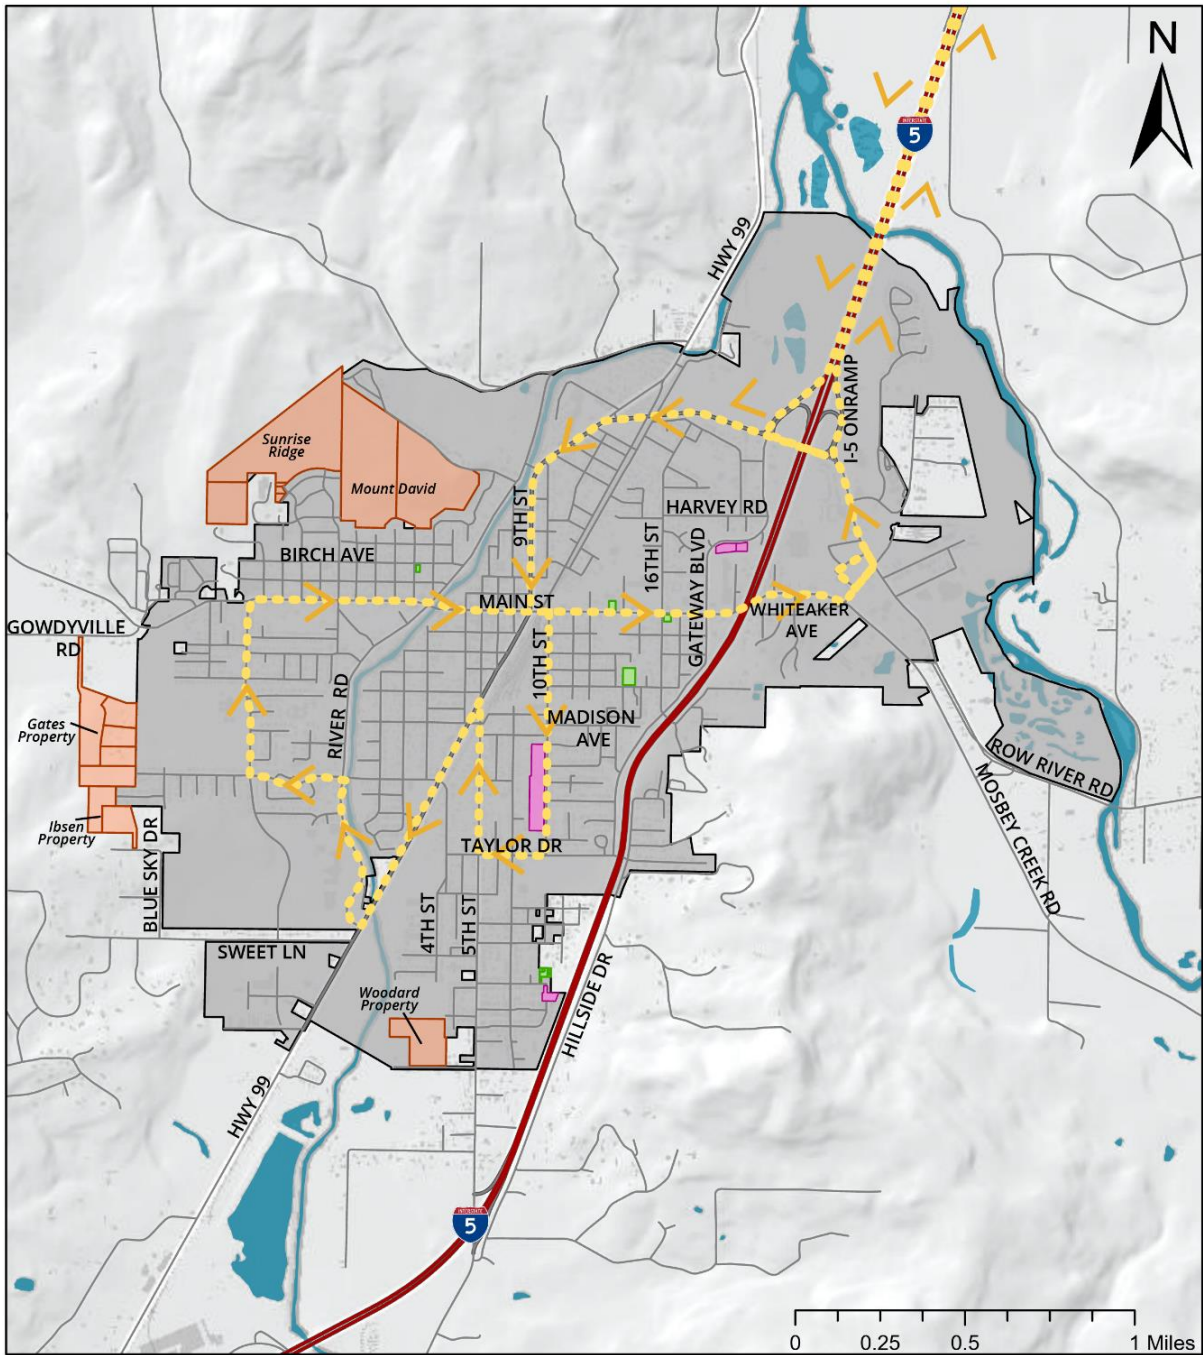 N
INTERSTATE
5
HWY 99
I-5 ONRAMP
Sunrise
Ridge
Mount David
9TH ST
HARVEY RD
16TH ST
GATEWAY BLVD
BIRCH AVE
MAIN ST
WHITEAKER
AVE
GOWDYVILLE
RD
10TH ST
RIVER RD
MADISON
AVE
Gates
Property
ROW RIVER RD
MOSBEY CREEK RD
Ibsen
Property
BLUE SKY DR
TAYLOR DR
4TH ST
5TH ST
SWEET LN
HILLSIDE DR
Woodard
Property
HWY 99
INTERSTATE
5
0 0.25 0.5 1 Miles